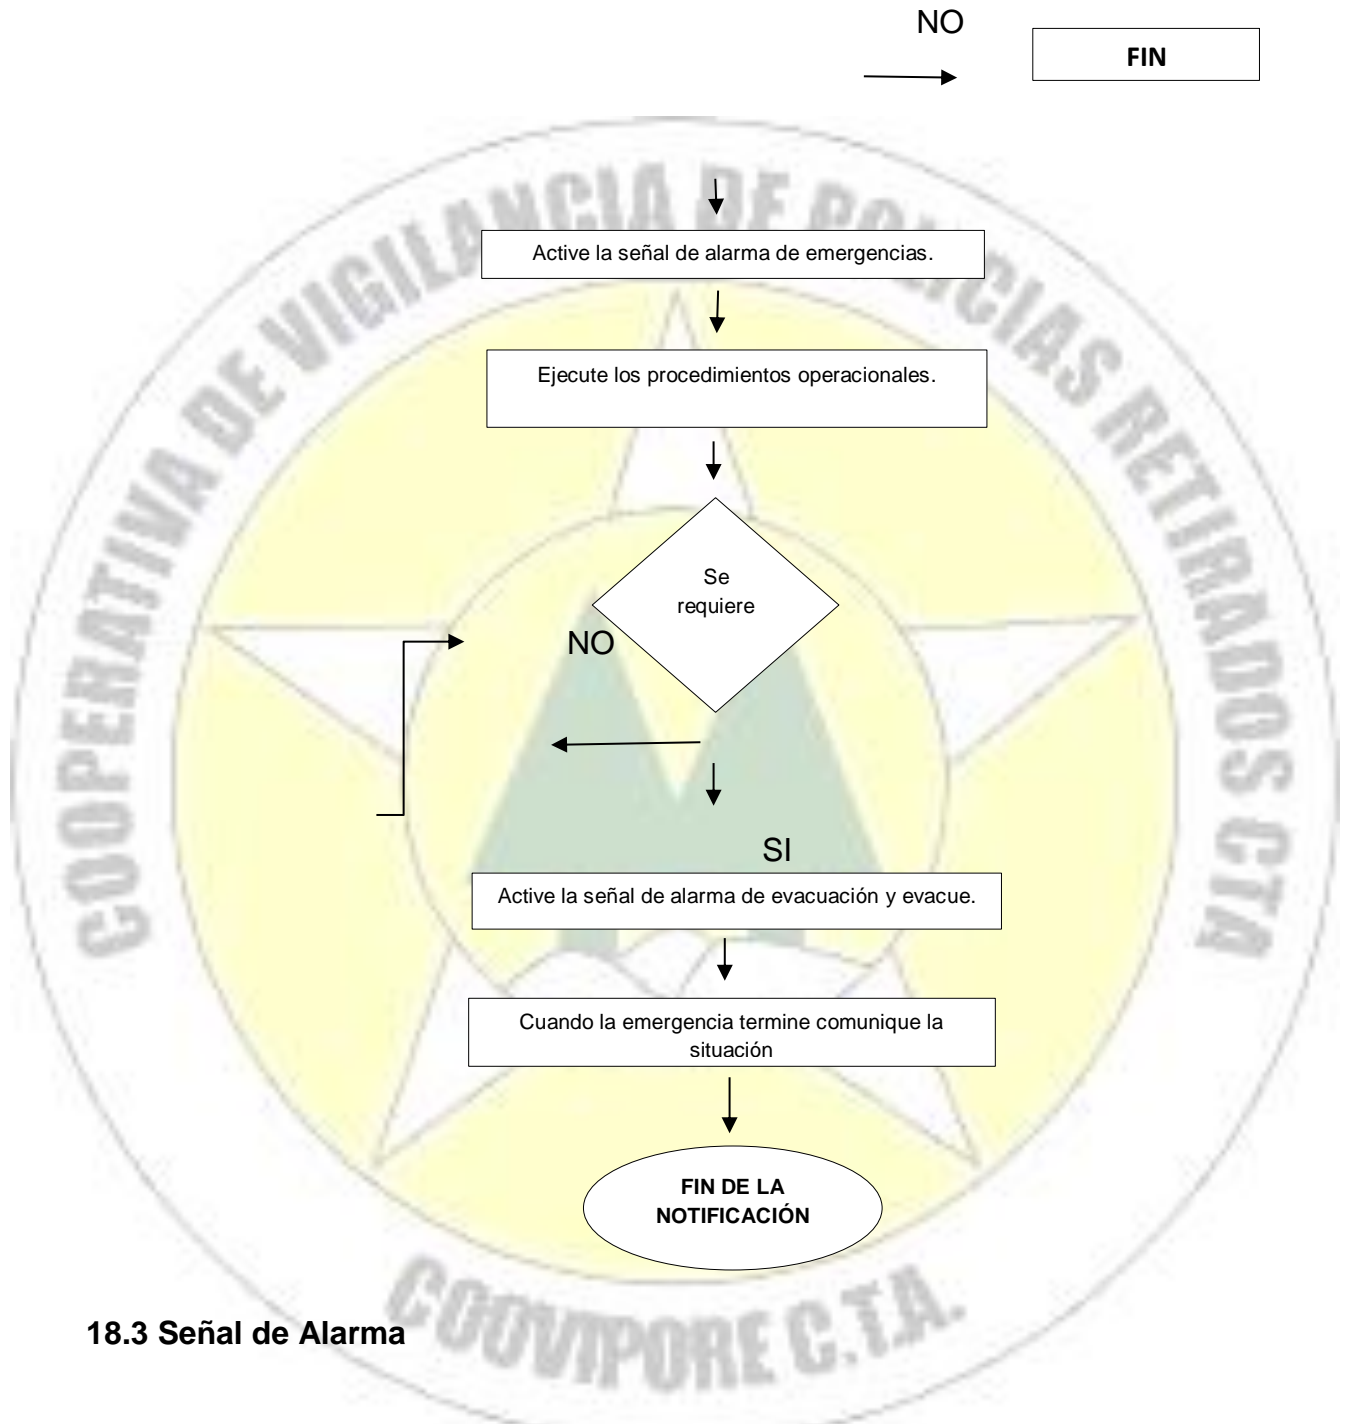 NO
FIN
COOPERATIVA DE VIGILANCIA DE POLICIAS RETIRADOS CTA
Active la señal de alarma de emergencias.
Ejecute los procedimientos operacionales.
Se
requiere
NO
SI
Active la señal de alarma de evacuación y evacue.
Cuando la emergencia termine comunique la
situación
FIN DE LA
NOTIFICACIÓN
COOVIPORE C.T.A.
18.3 Señal de Alarma